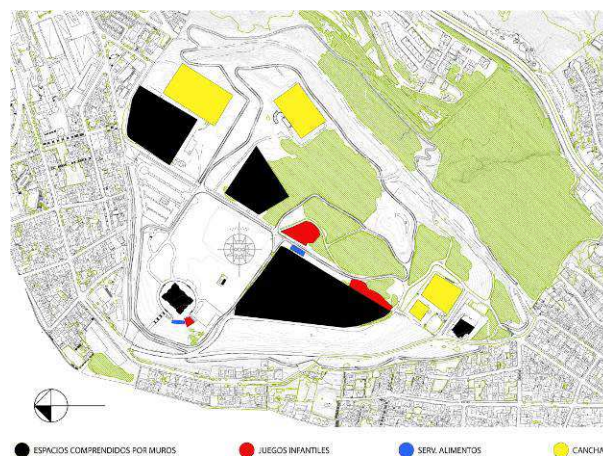 ESPACIOS COMPRENDIDOS POR MUROS
JUEGOS INFANTILES
SERV. ALIMENTOS
CANCHA